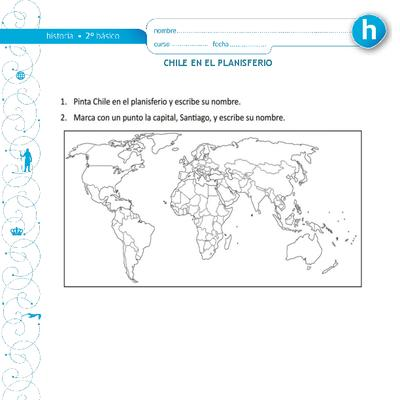 historia • 2º básico
nombre
curso
fecha
h
CHILE EN EL PLANISFERIO
1. Pinta Chile en el planisferio y escribe su nombre.
2. Marca con un punto la capital, Santiago, y escribe su nombre.